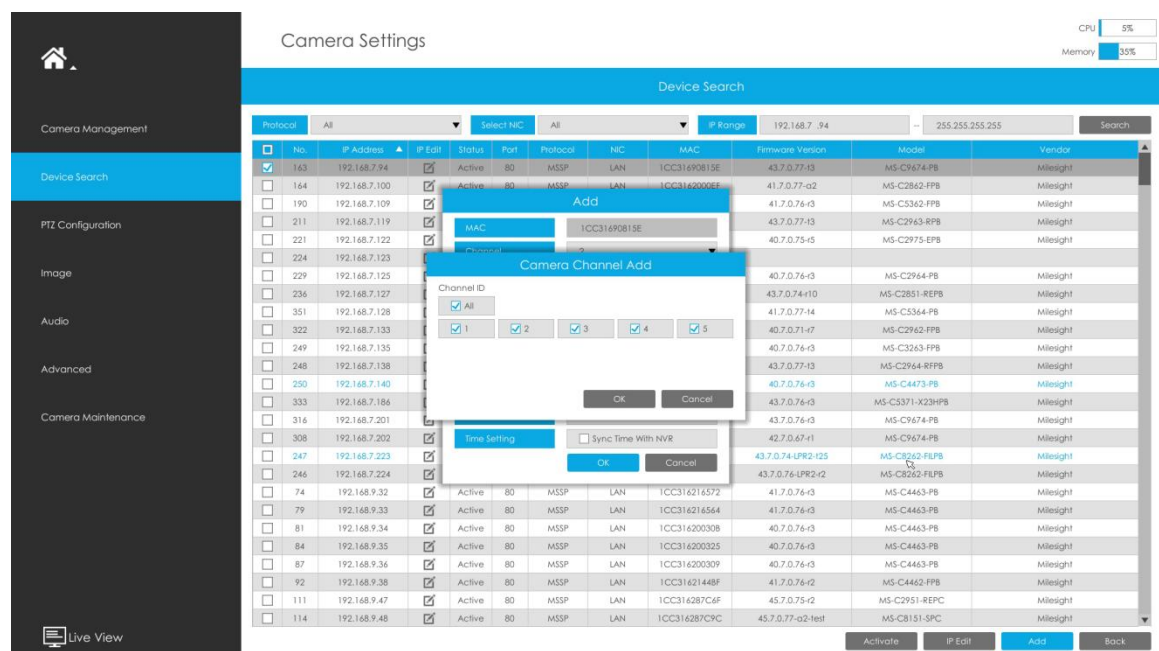 Camera Settings
CPU 5%
Memory 35%
Device Search
Camera Management
Device Search
PTZ Configuration
Image
Audio
Advanced
Camera Maintenance
Live View
Protocol All Select NIC All IP Range 192.168.7 .94 -- 255.255.255.255 Search
No. IP Address IP Edit Status Port Protocol NIC MAC Firmware Version Model Vendor
163 192.168.7.94 Active 80 MSSP LAN 1CC31690815E 43.7.0.77-t3 MS-C9674-PB Milesight
164 192.168.7.100 Active 80 MSSP LAN 1CC3162000EF 41.7.0.77-a2 MS-C2862-FPB Milesight
190 192.168.7.109 41.7.0.76-r3 MS-C5362-FPB Milesight
211 192.168.7.119 43.7.0.77-t3 MS-C2963-RPB Milesight
221 192.168.7.122 40.7.0.75-r5 MS-C2975-EPB Milesight
224 192.168.7.123 Milesight
229 192.168.7.125 40.7.0.76-r3 MS-C2964-PB Milesight
236 192.168.7.127 43.7.0.74-r10 MS-C2851-REPB Milesight
351 192.168.7.128 41.7.0.77-t4 MS-C5364-PB Milesight
322 192.168.7.133 40.7.0.71-r7 MS-C2962-FPB Milesight
249 192.168.7.135 40.7.0.76-r3 MS-C3263-FPB Milesight
248 192.168.7.138 43.7.0.77-t3 MS-C2964-RFPB Milesight
250 192.168.7.140 40.7.0.76-r3 MS-C4473-PB Milesight
333 192.168.7.186 43.7.0.76-r3 MS-C5371-X23HPB Milesight
316 192.168.7.201 43.7.0.76-r3 MS-C9674-PB Milesight
308 192.168.7.202 42.7.0.67-r1 MS-C9674-PB Milesight
247 192.168.7.223 43.7.0.74-LPR2-t25 MS-C8262-FILPB Milesight
246 192.168.7.224 43.7.0.76-LPR2-r2 MS-C8262-FILPB Milesight
74 192.168.9.32 Active 80 MSSP LAN 1CC316216572 41.7.0.76-r3 MS-C4463-PB Milesight
79 192.168.9.33 Active 80 MSSP LAN 1CC316216564 41.7.0.76-r3 MS-C4463-PB Milesight
81 192.168.9.34 Active 80 MSSP LAN 1CC31620030B 40.7.0.76-r3 MS-C4463-PB Milesight
84 192.168.9.35 Active 80 MSSP LAN 1CC316200325 40.7.0.76-r3 MS-C4463-PB Milesight
87 192.168.9.36 Active 80 MSSP LAN 1CC316200309 40.7.0.76-r3 MS-C4463-PB Milesight
92 192.168.9.38 Active 80 MSSP LAN 1CC3162144BF 41.7.0.76-r2 MS-C4462-FPB Milesight
111 192.168.9.47 Active 80 MSSP LAN 1CC316287C6F 45.7.0.75-r2 MS-C2951-REPC Milesight
114 192.168.9.48 Active 80 MSSP LAN 1CC316287C9C 45.7.0.77-a2-test MS-C8151-SPC Milesight
Add
MAC 1CC31690815E
Channel 2
Camera Channel Add
Channel ID
All
1 2 3 4 5
OK Cancel
Time Setting Sync Time With NVR
OK Cancel
Activate IP Edit Add Back